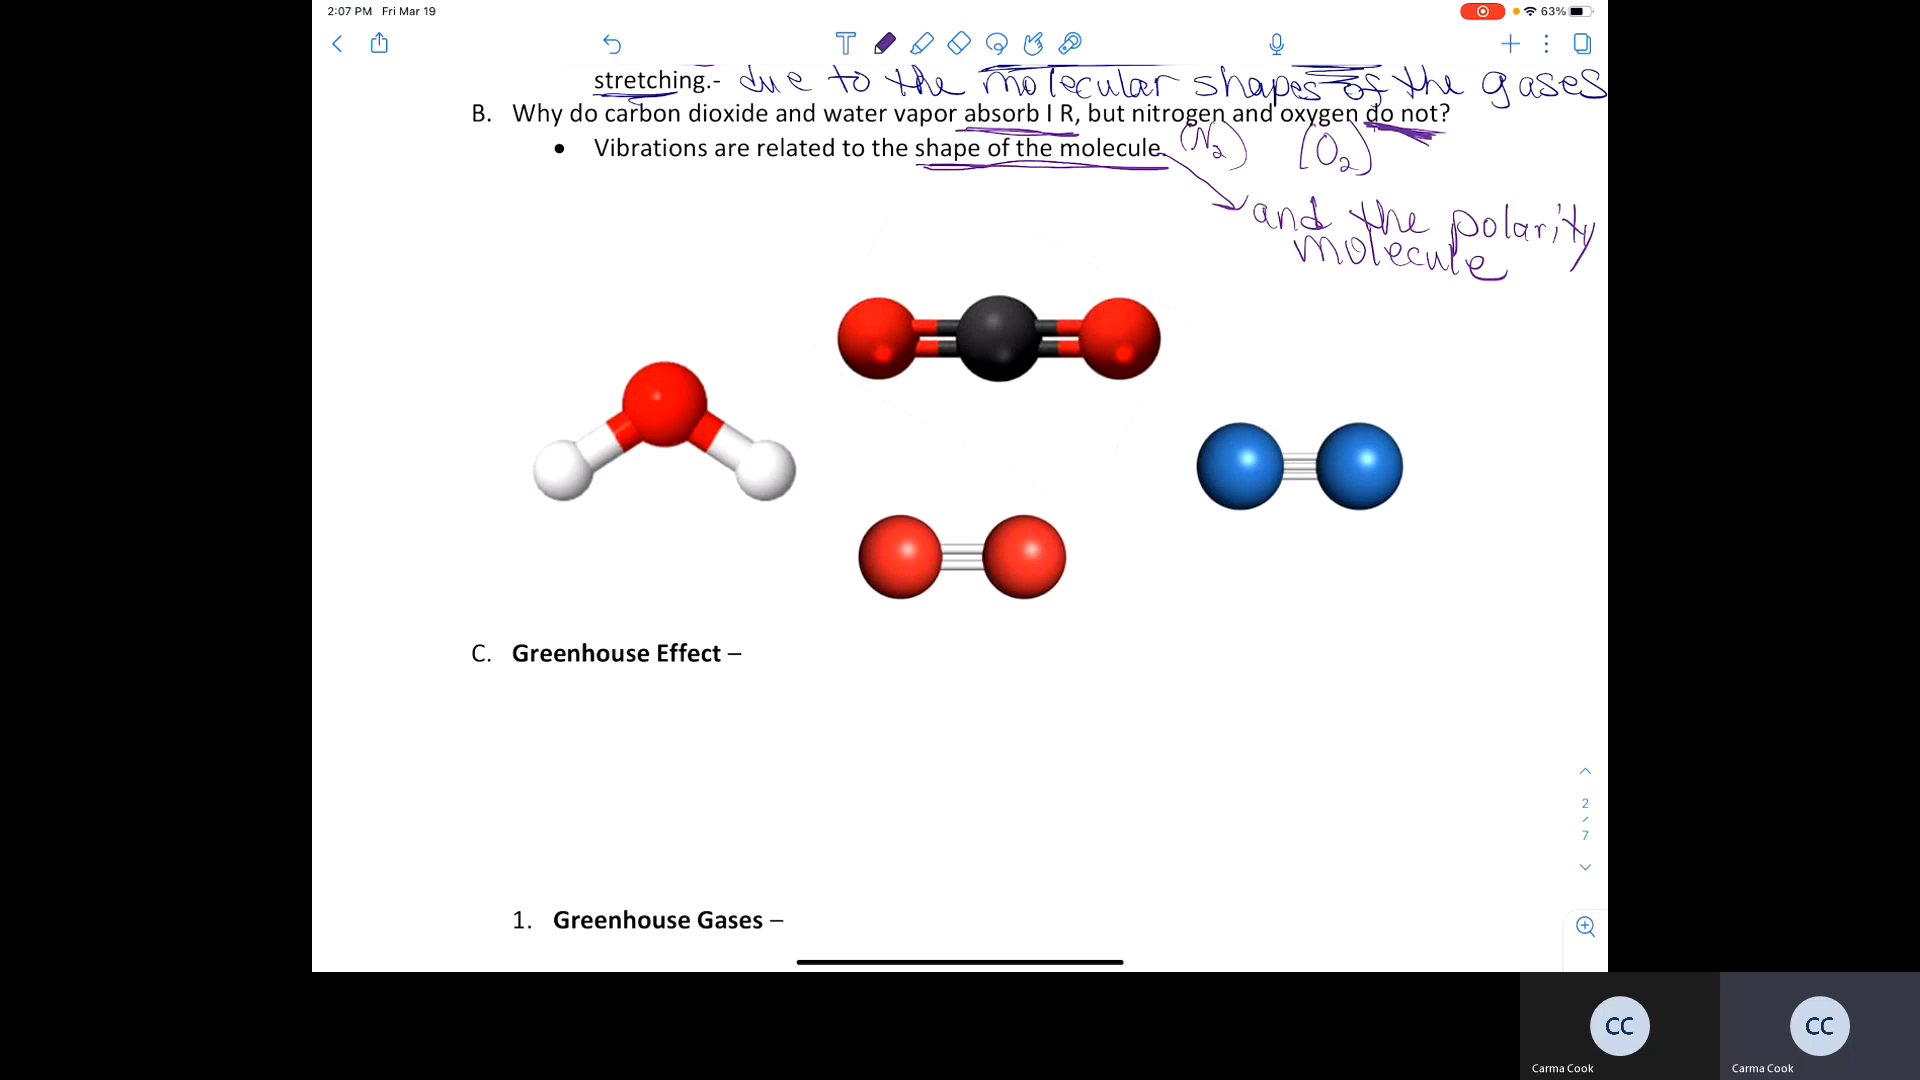 2:07 PM Fri Mar 19
63%
stretching.- due to the molecular shapes of the gases
B. Why do carbon dioxide and water vapor absorb I R, but nitrogen and oxygen do not?
(N2) (O2)
• Vibrations are related to the shape of the molecule.
and the polarity
molecule
C. Greenhouse Effect –
2
/
7
1. Greenhouse Gases –
CC
CC
Carma Cook
Carma Cook